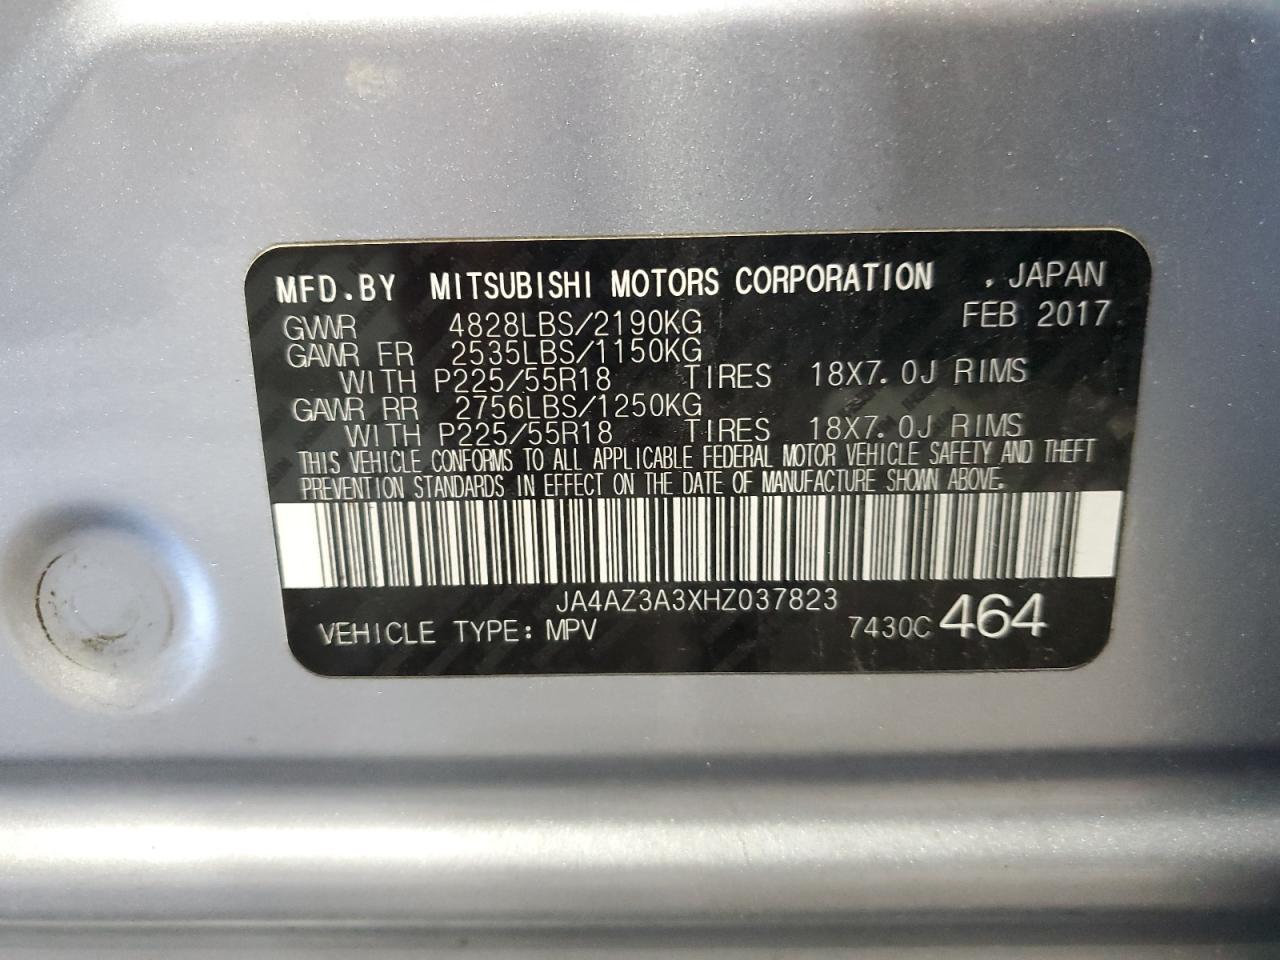 MFD.BY MITSUBISHI MOTORS CORPORATION , JAPAN
GVWR 4828LBS/2190KG FEB 2017
GAWR FR 2535LBS/1150KG
WITH P225/55R18 TIRES 18X7.0J RIMS
GAWR RR 2756LBS/1250KG
WITH P225/55R18 TIRES 18X7.0J RIMS
THIS VEHICLE CONFORMS TO ALL APPLICABLE FEDERAL MOTOR VEHICLE SAFETY AND THEFT
PREVENTION STANDARDS IN EFFECT ON THE DATE OF MANUFACTURE SHOWN ABOVE.
JA4AZ3A3XHZ037823
VEHICLE TYPE: MPV 7430C 464